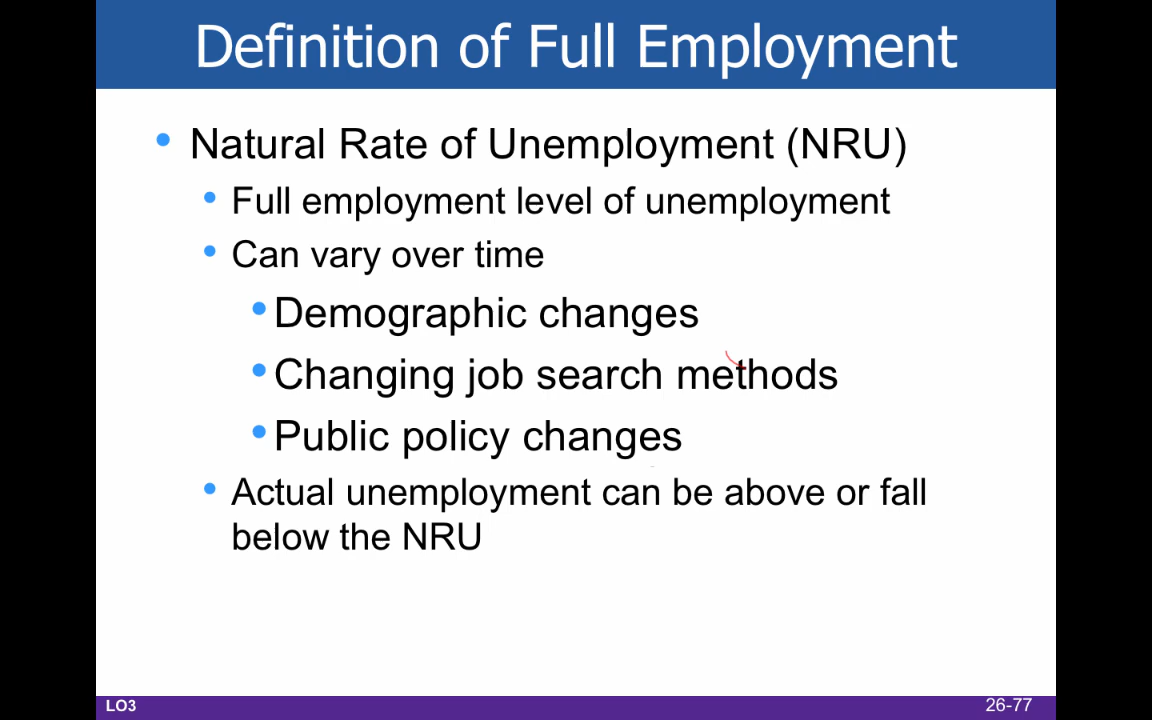 Definition of Full Employment
• Natural Rate of Unemployment (NRU)
• Full employment level of unemployment
• Can vary over time
• Demographic changes
• Changing job search methods
• Public policy changes
• Actual unemployment can be above or fall
below the NRU
LO3
26-77